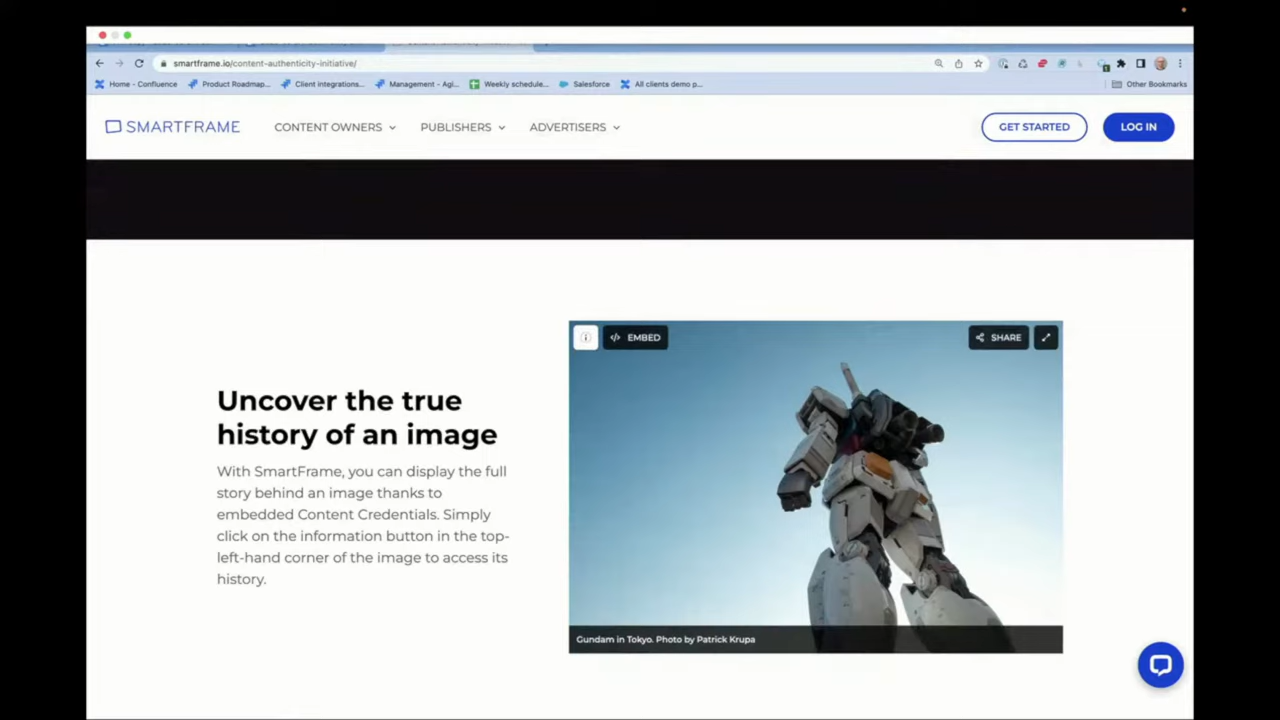 smartframe.io/content-authenticity-initiative/
Home - Confluence
Product Roadmap...
Client integrations...
Management - Agi...
Weekly schedule...
Salesforce
All clients demo p...
Other Bookmarks
SMARTFRAME
CONTENT OWNERS
PUBLISHERS
ADVERTISERS
GET STARTED
LOG IN
Uncover the true
history of an image
With SmartFrame, you can display the full
story behind an image thanks to
embedded Content Credentials. Simply
click on the information button in the top-
left-hand corner of the image to access its
history.
EMBED
SHARE
Gundam in Tokyo. Photo by Patrick Krupa